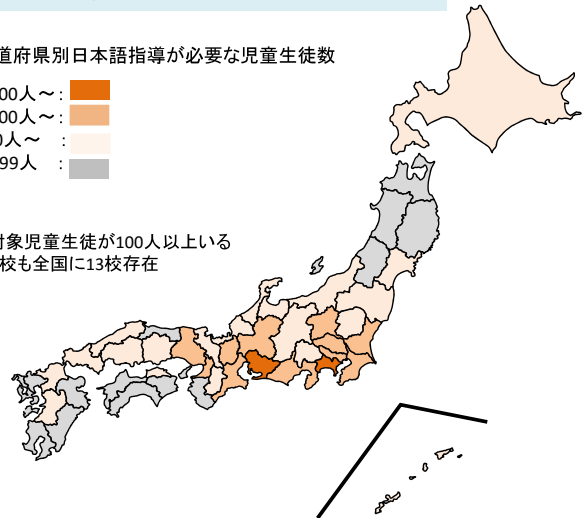 道府県別日本語指導が必要な児童生徒数
00人～：
00人～：
0人～ ：
99人 ：
対象児童生徒が100人以上いる
校も全国に13校存在